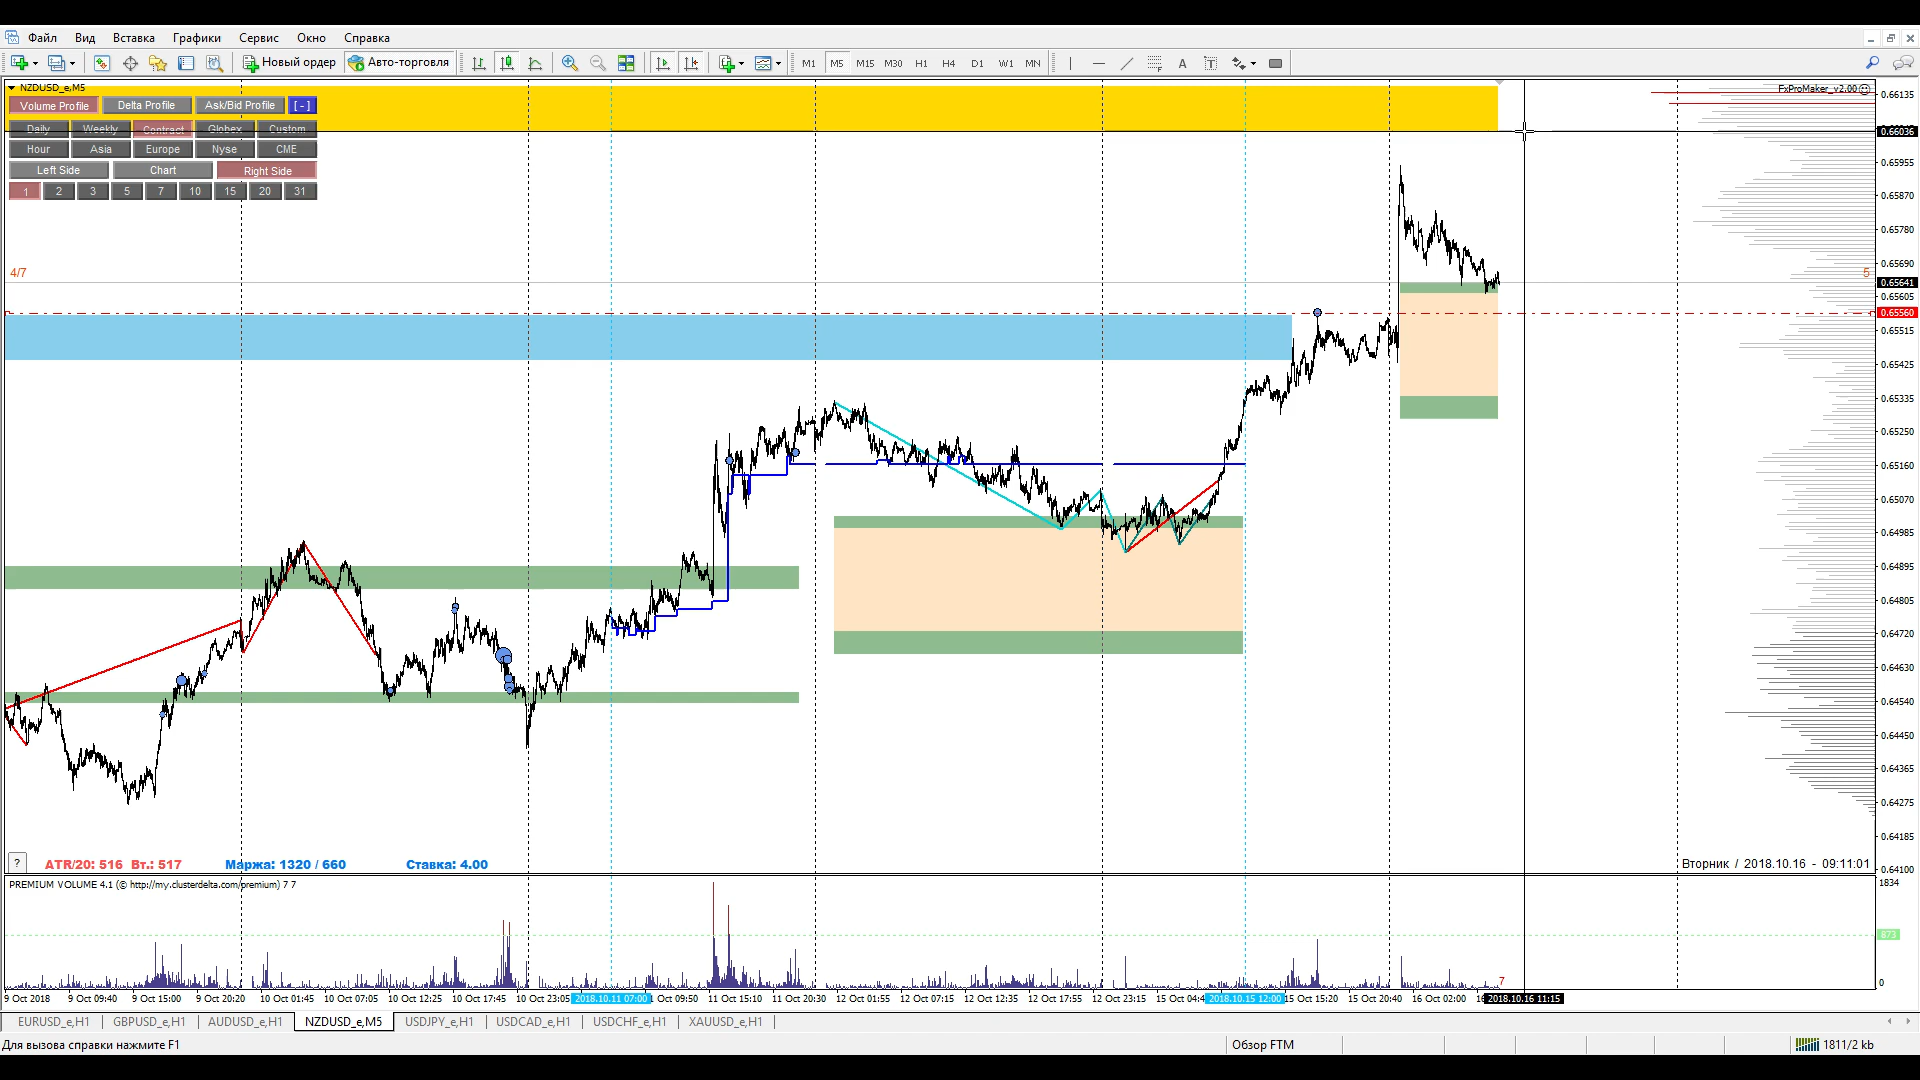 Файл Вид Вставка Графики Сервис Окно Справка
Новый ордер Авто-торговля M1 M5 M15 M30 H1 H4 D1 W1 MN A T
NZDUSD_e,M5
FxProMaker_v2.00
Volume Profile Delta Profile Ask/Bid Profile [-]
Daily Weekly Contract Globex Custom
Hour Asia Europe Nyse CME
Left Side Chart Right Side
1 2 3 5 7 10 15 20 31
4/7
5
0.66135
0.66036
0.65955
0.65870
0.65780
0.65690
0.65641
0.65605
0.65560
0.65515
0.65425
0.65335
0.65250
0.65160
0.65070
0.64985
0.64895
0.64805
0.64720
0.64630
0.64540
0.64450
0.64365
0.64275
0.64185
0.64100
? ATR/20: 516 Вт.: 517 Маржа: 1320 / 660 Ставка: 4.00
Вторник / 2018.10.16 - 09:11:01
PREMIUM VOLUME 4.1 (© http://my.clusterdelta.com/premium) 7 7
1834
873
7
0
9 Oct 2018 9 Oct 09:40 9 Oct 15:00 9 Oct 20:20 10 Oct 01:45 10 Oct 07:05 10 Oct 12:25 10 Oct 17:45 10 Oct 23:05 2018.10.11 07:00 Oct 09:50 11 Oct 15:10 11 Oct 20:30 12 Oct 01:55 12 Oct 07:15 12 Oct 12:35 12 Oct 17:55 12 Oct 23:15 15 Oct 04:4 2018.10.15 12:00 15 Oct 15:20 15 Oct 20:40 16 Oct 02:00 2018.10.16 11:15
EURUSD_e,H1 GBPUSD_e,H1 AUDUSD_e,H1 NZDUSD_e,M5 USDJPY_e,H1 USDCAD_e,H1 USDCHF_e,H1 XAUUSD_e,H1
Для вызова справки нажмите F1 Обзор FTM 1811/2 kb